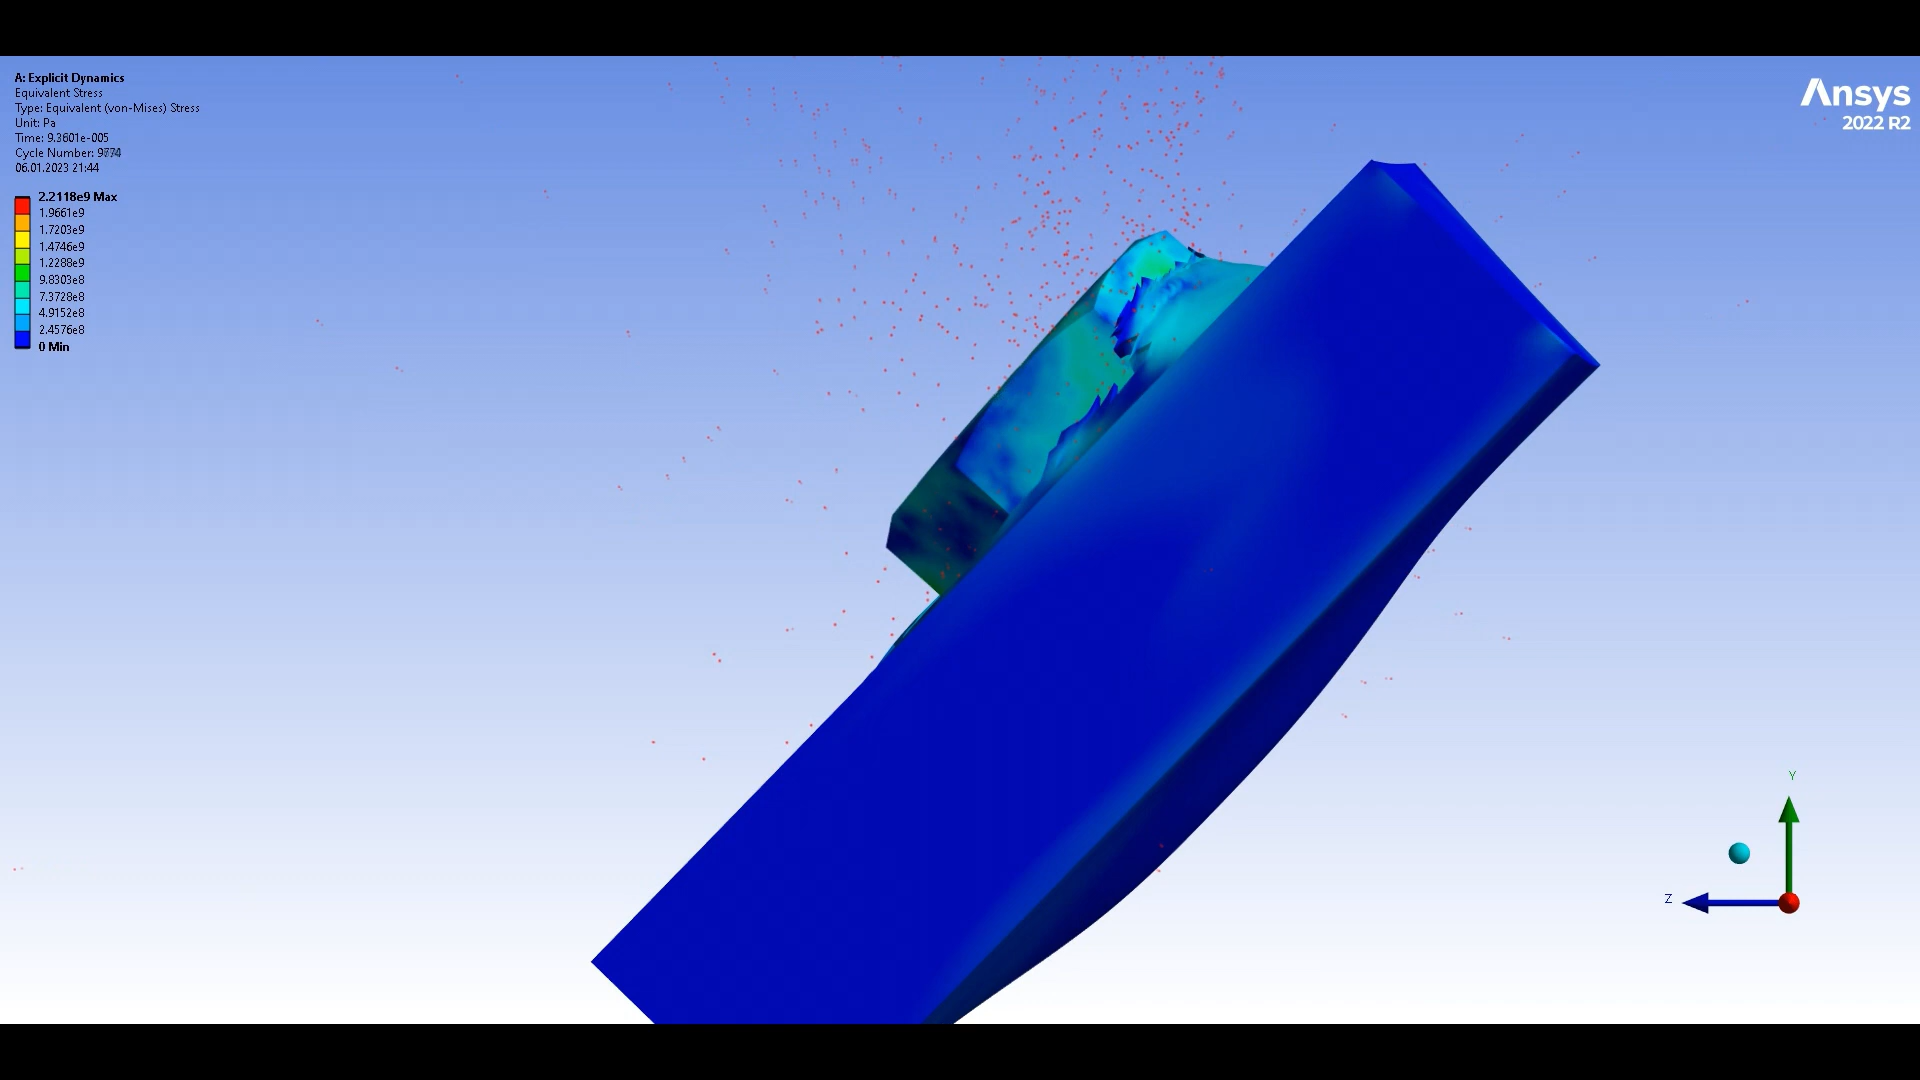 A: Explicit Dynamics
Equivalent Stress
Type: Equivalent (von-Mises) Stress
Unit: Pa
Time: 9.3601e-005
Cycle Number:
06.01.2023 21:44
2.2118e9 Max
1.9661e9
1.7203e9
1.4746e9
1.2288e9
9.8303e8
7.3728e8
4.9152e8
2.4576e8
0 Min
Ansys
2022 R2
Y
Z